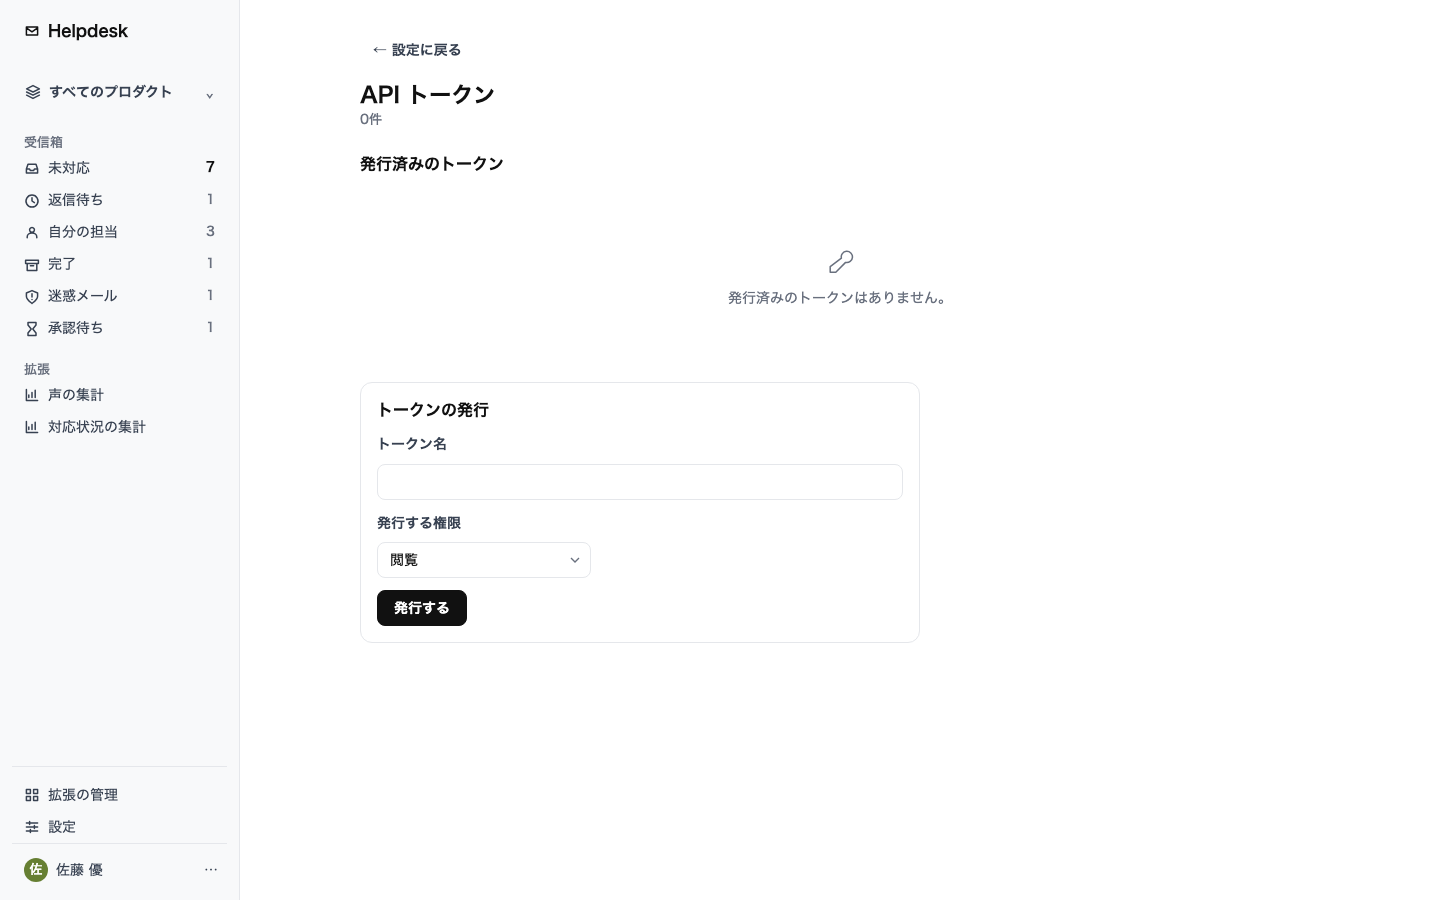 Helpdesk
すべてのプロダクト
受信箱
未対応 7
返信待ち 1
自分の担当 3
完了 1
迷惑メール 1
承認待ち 1
拡張
声の集計
対応状況の集計
拡張の管理
設定
佐 佐藤 優 …
← 設定に戻る
API トークン
0件
発行済みのトークン
発行済みのトークンはありません。
トークンの発行
トークン名
発行する権限
閲覧
発行する